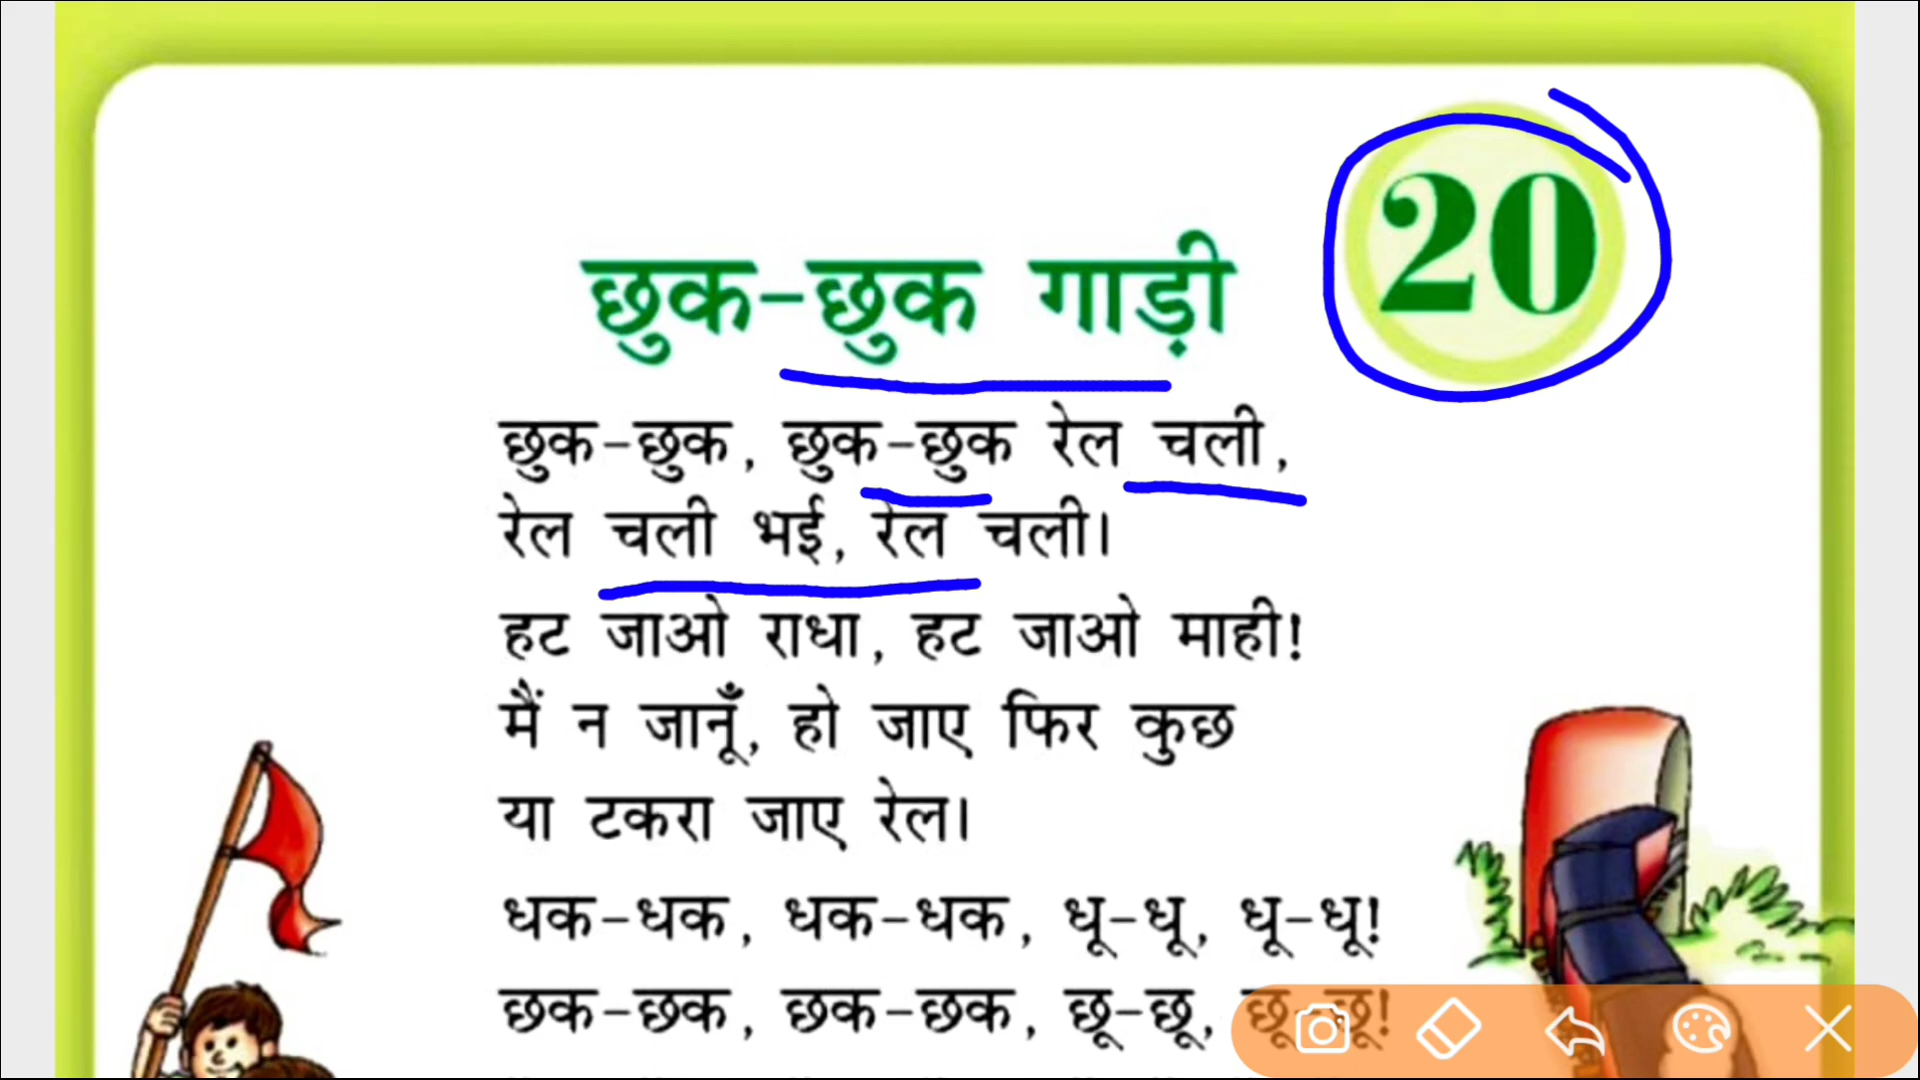 20
छुक-छुक गाड़ी
छुक-छुक, छुक-छुक रेल चली,
रेल चली भई, रेल चली।
हट जाओ राधा, हट जाओ माही!
मैं न जानूँ, हो जाए फिर कुछ
या टकरा जाए रेल।
धक-धक, धक-धक, धू-धू, धू-धू!
छक-छक, छक-छक, छू-छू, छू-छू!